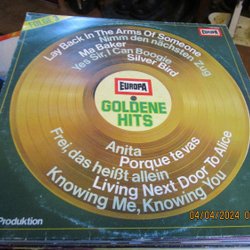 FOLGE 3
EUROPA
Lay Back In The Arms Of Someone
Nimm den nächsten Zug
Ma Baker
Yes Sir, I Can Boogie
Silver Bird
EUROPA
GOLDENE
HITS
Anita
Porque te vas
Frei, das heißt allein
Living Next Door To Alice
Knowing Me, Knowing You
Produktion
04/04/2024